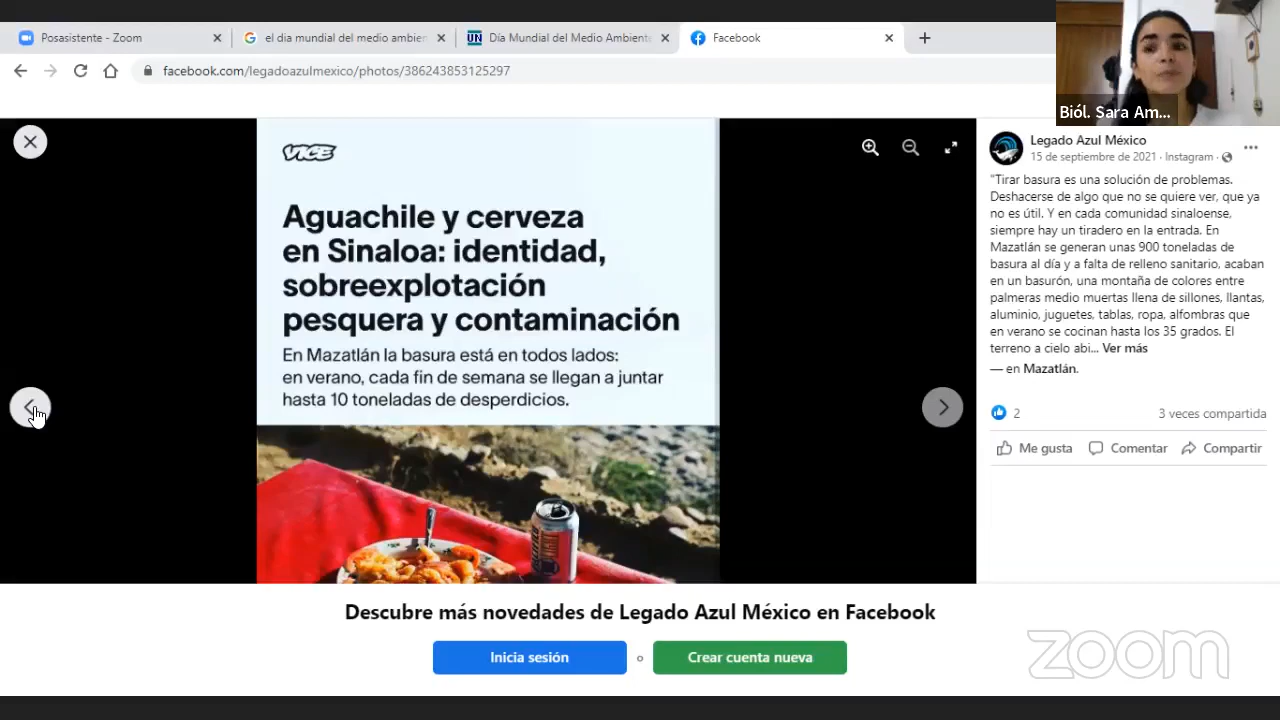 Posasistente - Zoom
el dia mundial del medio ambien
Día Mundial del Medio Ambiente
Facebook
facebook.com/legadoazulmexico/photos/386243853125297
Biól. Sara Am...
VICE
Aguachile y cerveza
en Sinaloa: identidad,
sobreexplotación
pesquera y contaminación
En Mazatlán la basura está en todos lados:
en verano, cada fin de semana se llegan a juntar
hasta 10 toneladas de desperdicios.
Legado Azul México
15 de septiembre de 2021 · Instagram ·
"Tirar basura es una solución de problemas.
Deshacerse de algo que no se quiere ver, que ya
no es útil. Y en cada comunidad sinaloense,
siempre hay un tiradero en la entrada. En
Mazatlán se generan unas 900 toneladas de
basura al día y a falta de relleno sanitario, acaban
en un basurón, una montaña de colores entre
palmeras medio muertas llena de sillones, llantas,
aluminio, juguetes, tablas, ropa, alfombras que
en verano se cocinan hasta los 35 grados. El
terreno a cielo abi... Ver más
— en Mazatlán.
2
3 veces compartida
Me gusta
Comentar
Compartir
Descubre más novedades de Legado Azul México en Facebook
Inicia sesión
o
Crear cuenta nueva
zoom